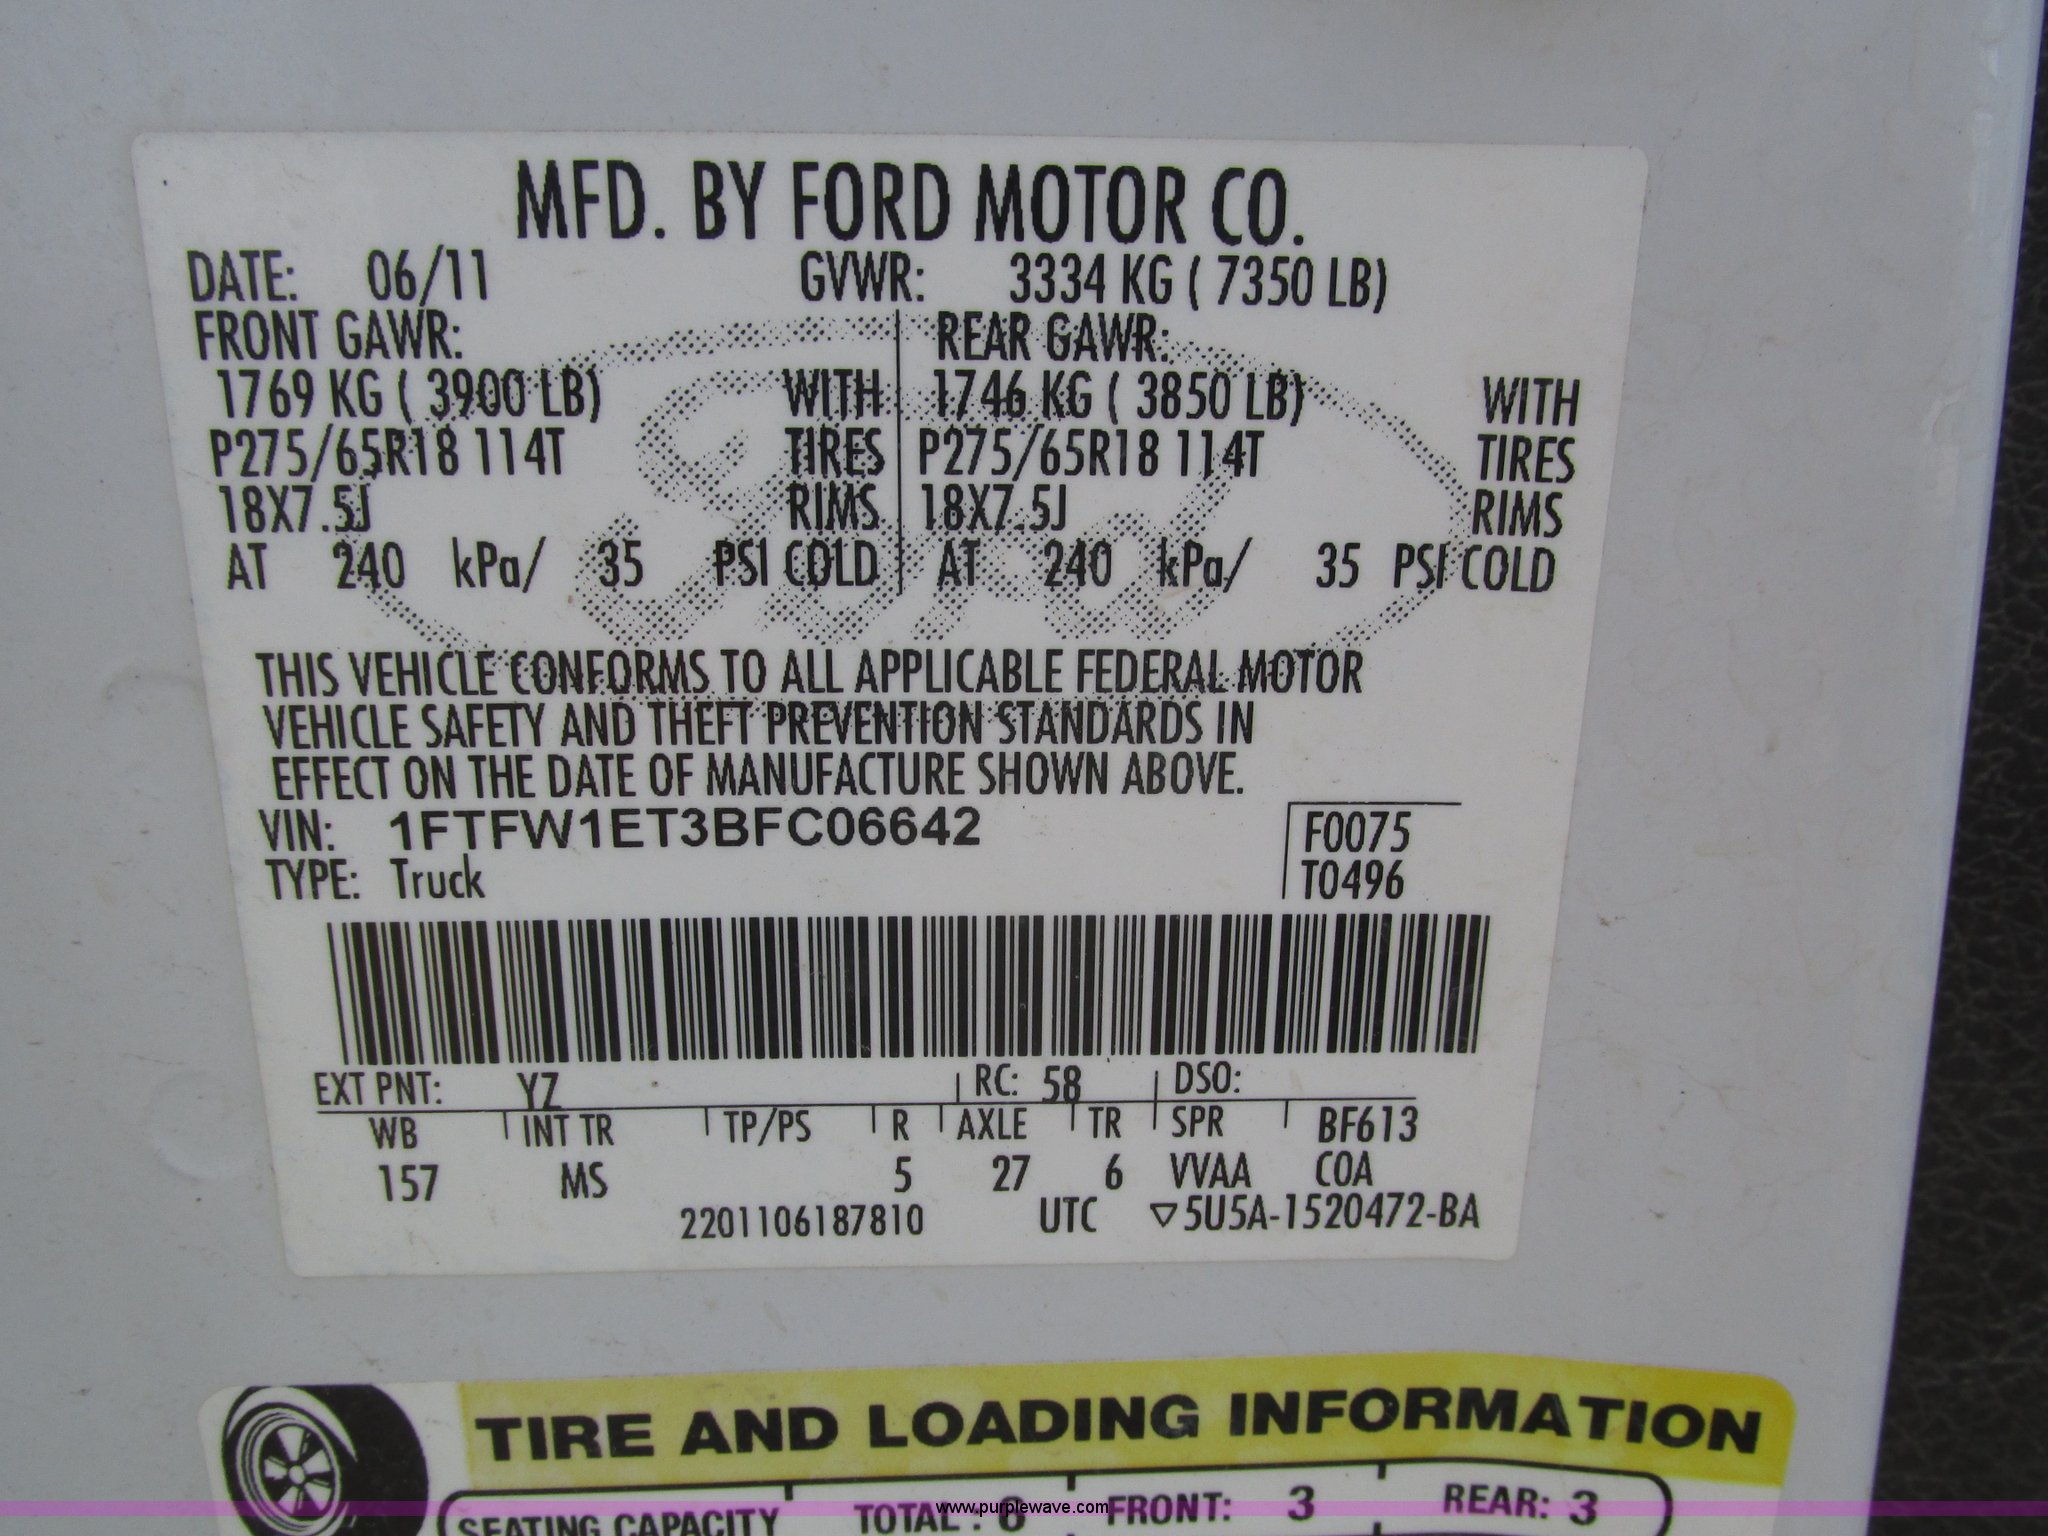 MFD. BY FORD MOTOR CO.
DATE: 06/11 GVWR: 3334 KG ( 7350 LB)
FRONT GAWR: REAR GAWR:
1769 KG ( 3900 LB) WITH 1746 KG ( 3850 LB) WITH
P275/65R18 114T TIRES P275/65R18 114T TIRES
18X7.5J RIMS 18X7.5J RIMS
AT 240 kPa/ 35 PSI COLD AT 240 kPa/ 35 PSI COLD
THIS VEHICLE CONFORMS TO ALL APPLICABLE FEDERAL MOTOR
VEHICLE SAFETY AND THEFT PREVENTION STANDARDS IN
EFFECT ON THE DATE OF MANUFACTURE SHOWN ABOVE.
VIN: 1FTFW1ET3BFC06642 F0075
TYPE: Truck T0496
EXT PNT: YZ RC: 58 DSO:
WB INT TR TP/PS R AXLE TR SPR BF613
157 MS 5 27 6 VVAA COA
2201106187810 UTC ▽5U5A-1520472-BA
TIRE AND LOADING INFORMATION
SEATING CAPACITY TOTAL : 6 FRONT: 3 REAR: 3
www.purplewave.com